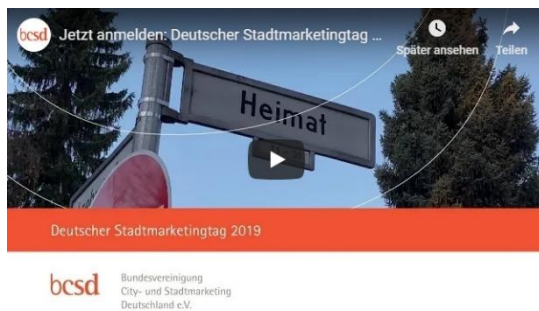 bcsd
Jetzt anmelden: Deutscher Stadtmarketingtag ...
Später ansehen
Teilen
Heimat
Deutscher Stadtmarketingtag 2019
bcsd
Bundesvereinigung
City- und Stadtmarketing
Deutschland e.V.